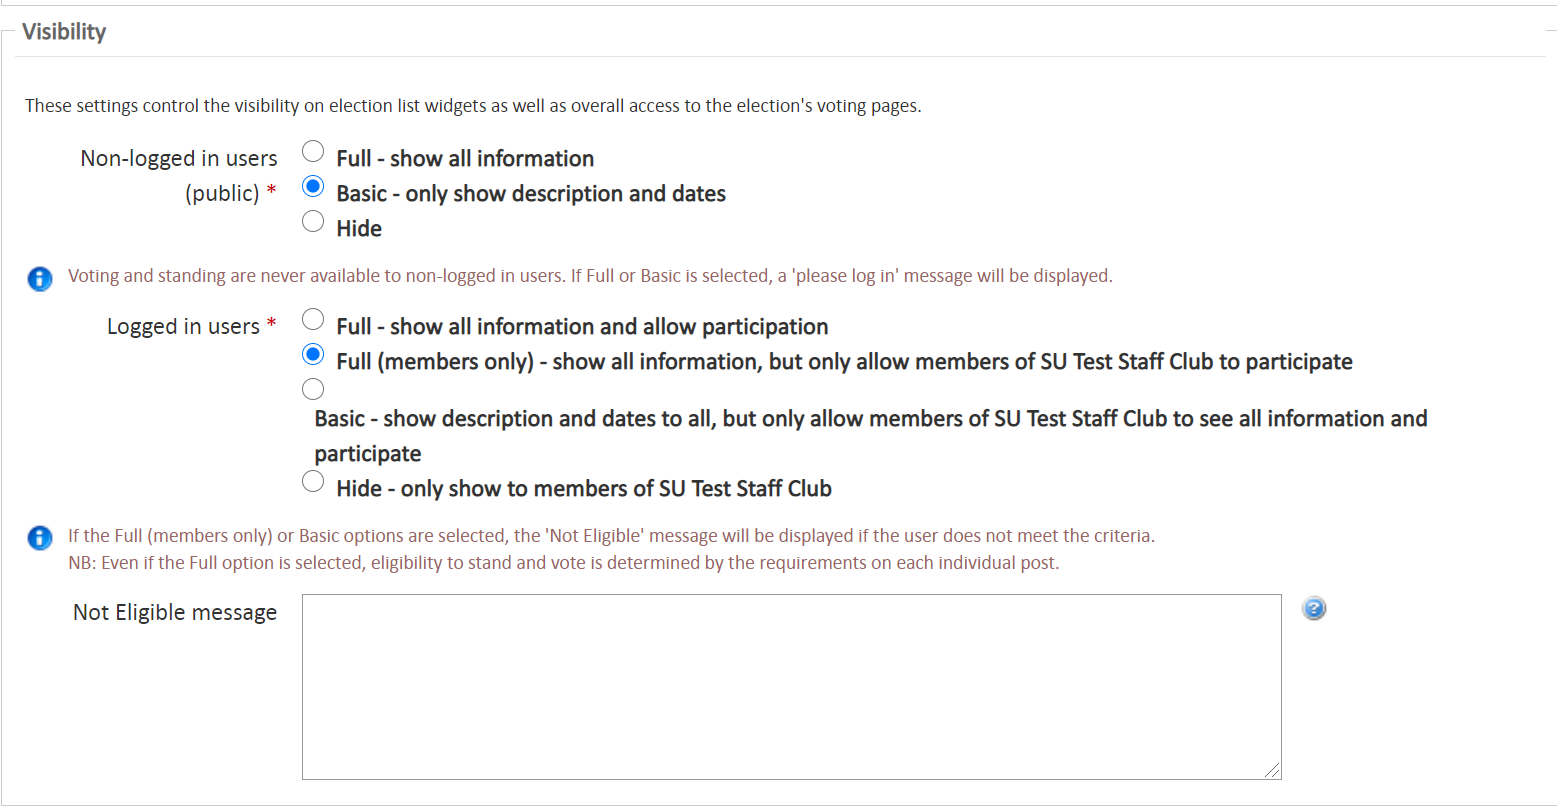 Visibility
These settings control the visibility on election list widgets as well as overall access to the election's voting pages.
Non-logged in users
(public) *
Full - show all information
Basic - only show description and dates
Hide
Voting and standing are never available to non-logged in users. If Full or Basic is selected, a 'please log in' message will be displayed.
Logged in users *
Full - show all information and allow participation
Full (members only) - show all information, but only allow members of SU Test Staff Club to participate
Basic - show description and dates to all, but only allow members of SU Test Staff Club to see all information and
participate
Hide - only show to members of SU Test Staff Club
If the Full (members only) or Basic options are selected, the 'Not Eligible' message will be displayed if the user does not meet the criteria.
NB: Even if the Full option is selected, eligibility to stand and vote is determined by the requirements on each individual post.
Not Eligible message